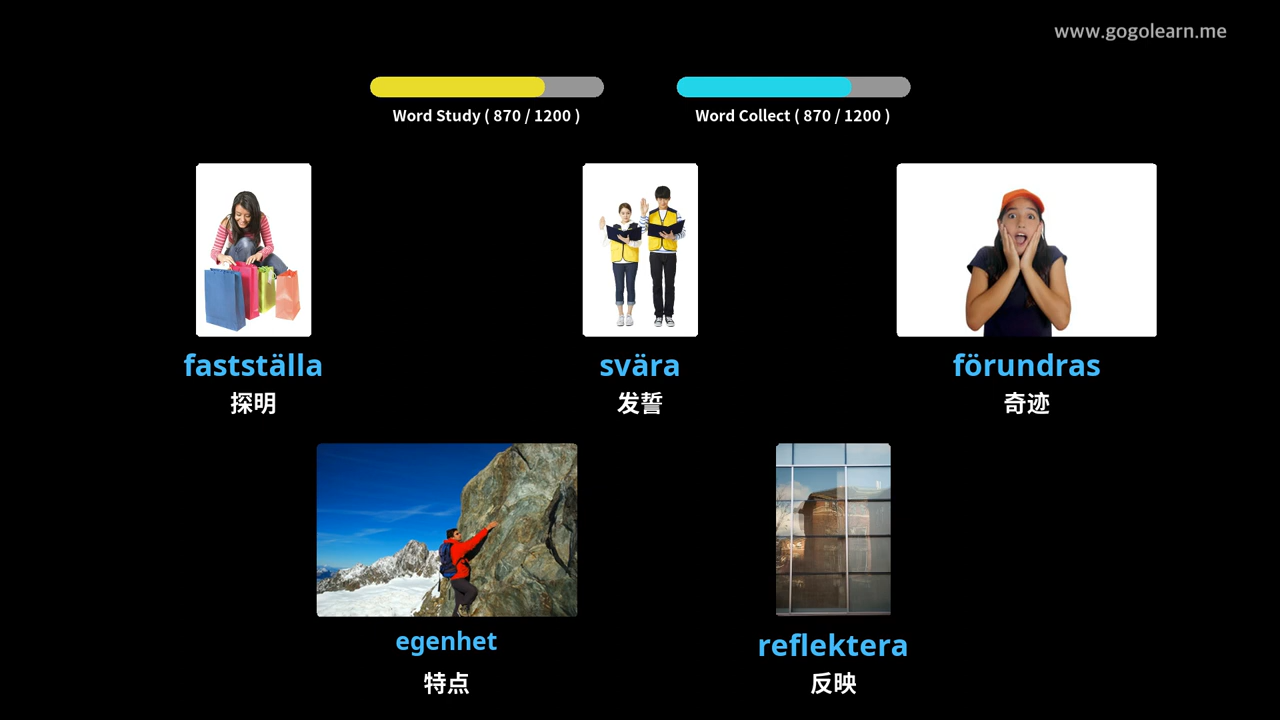 www.gogolearn.me
Word Study ( 870 / 1200 )
Word Collect ( 870 / 1200 )
fastställa
探明
svära
发誓
förundras
奇迹
egenhet
特点
reflektera
反映